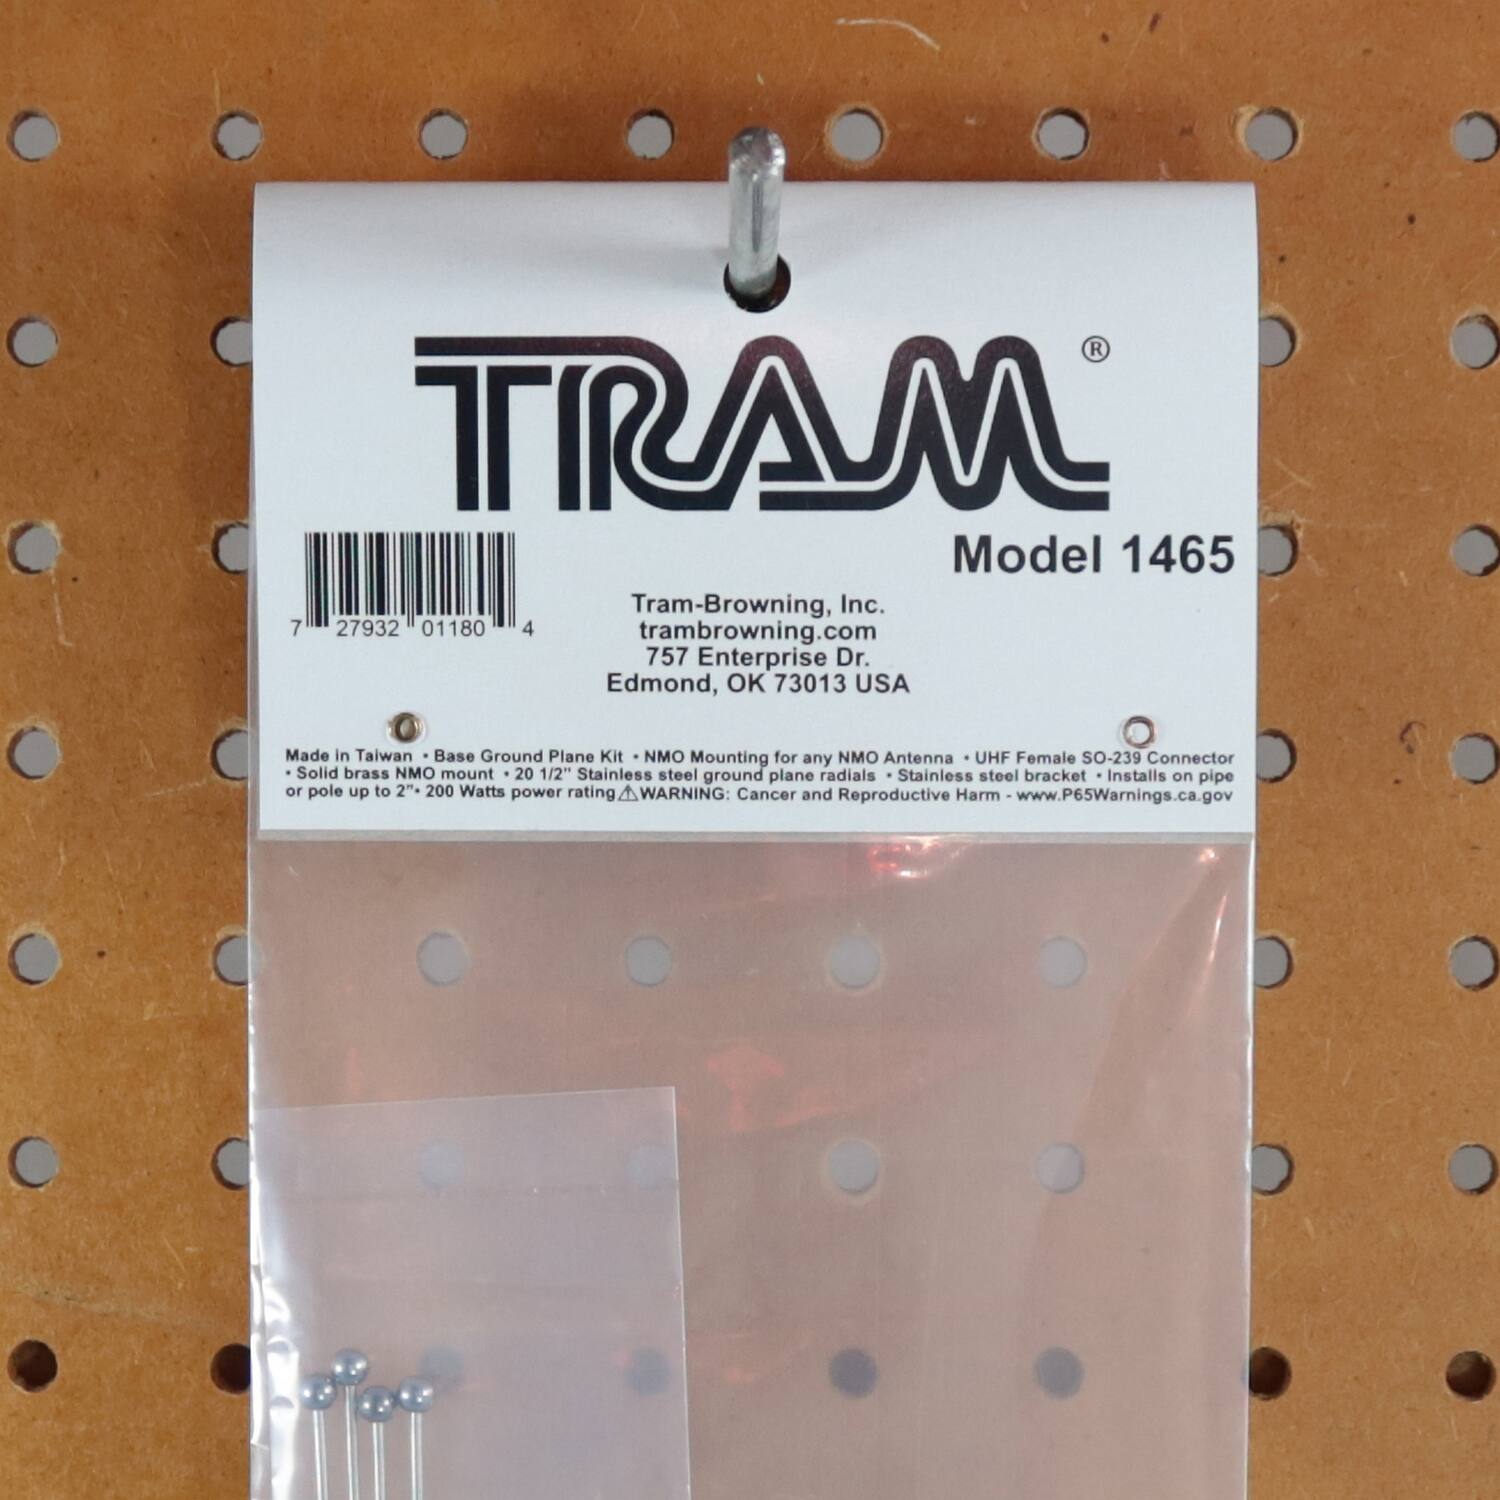 TRAM®
Model 1465
7 27932 01180 4
Tram-Browning, Inc.
trambrowning.com
757 Enterprise Dr.
Edmond, OK 73013 USA
Made in Taiwan • Base Ground Plane Kit • NMO Mounting for any NMO Antenna • UHF Female SO-239 Connector
• Solid brass NMO mount • 20 1/2" Stainless steel ground plane radials • Stainless steel bracket • Installs on pipe
or pole up to 2"• 200 Watts power rating⚠WARNING: Cancer and Reproductive Harm - www.P65Warnings.ca.gov